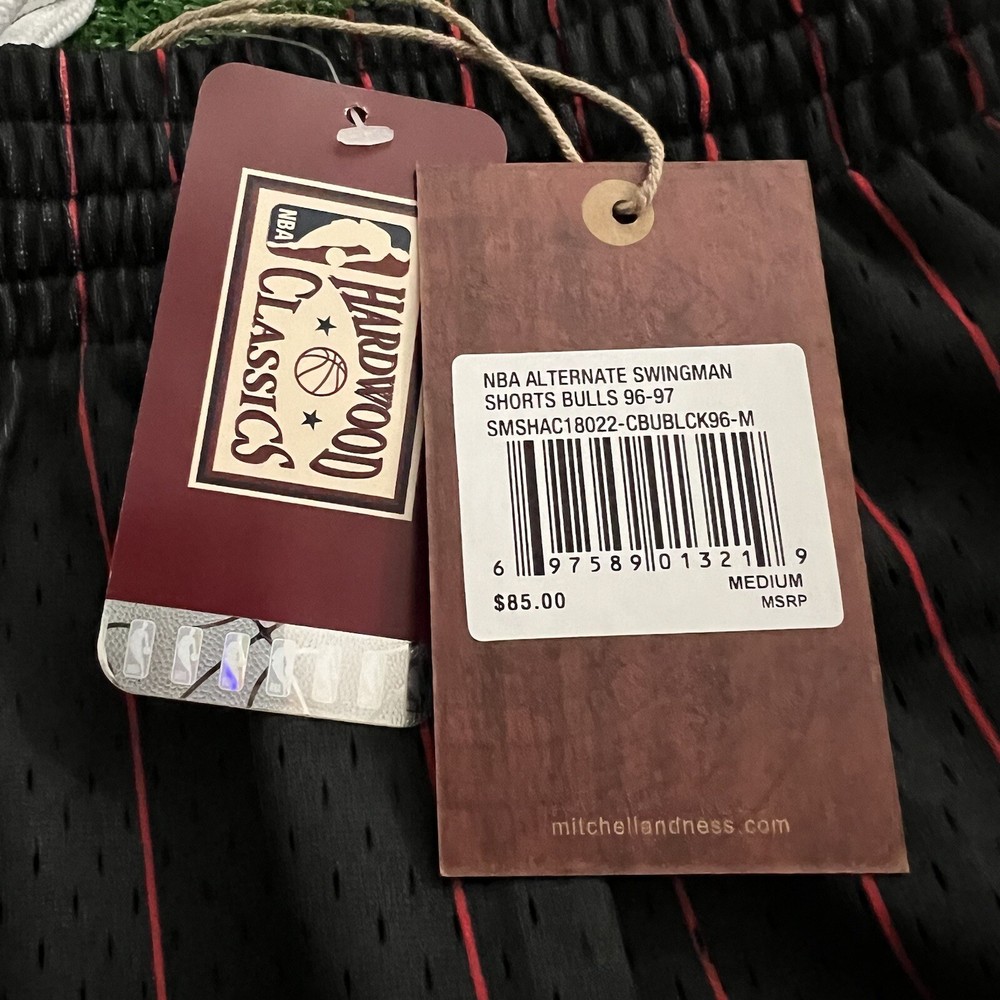 NBA
HARDWOOD
CLASSICS
NBA ALTERNATE SWINGMAN
SHORTS BULLS 96-97
SMSHAC18022-CBUBLCK96-M
6 97589 01321 9
MEDIUM
$85.00 MSRP
mitchellandness.com